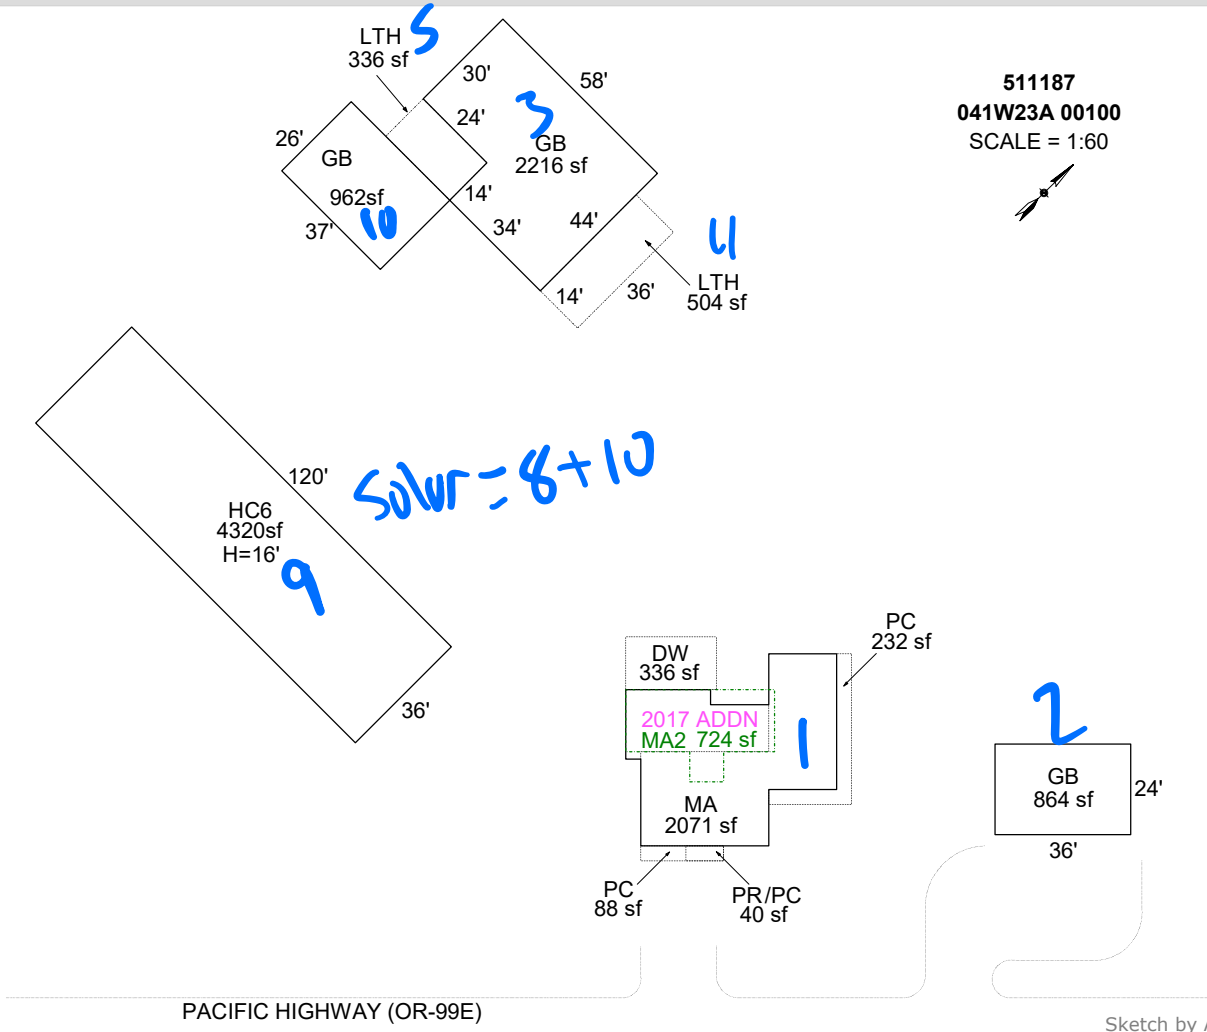 LTH 5
336 sf
30'
58'
511187
041W23A 00100
SCALE = 1:60
24'
3
GB
2216 sf
26'
GB
962sf
10
14'
37'
34'
44'
4
LTH
504 sf
14'
36'
120'
Solar = 8+10
HC6
4320sf
H=16'
9
36'
PC
232 sf
DW
336 sf
2017 ADDN
MA2 724 sf
1
2
GB
864 sf
24'
36'
MA
2071 sf
PC
88 sf
PR/PC
40 sf
PACIFIC HIGHWAY (OR-99E)
Sketch by